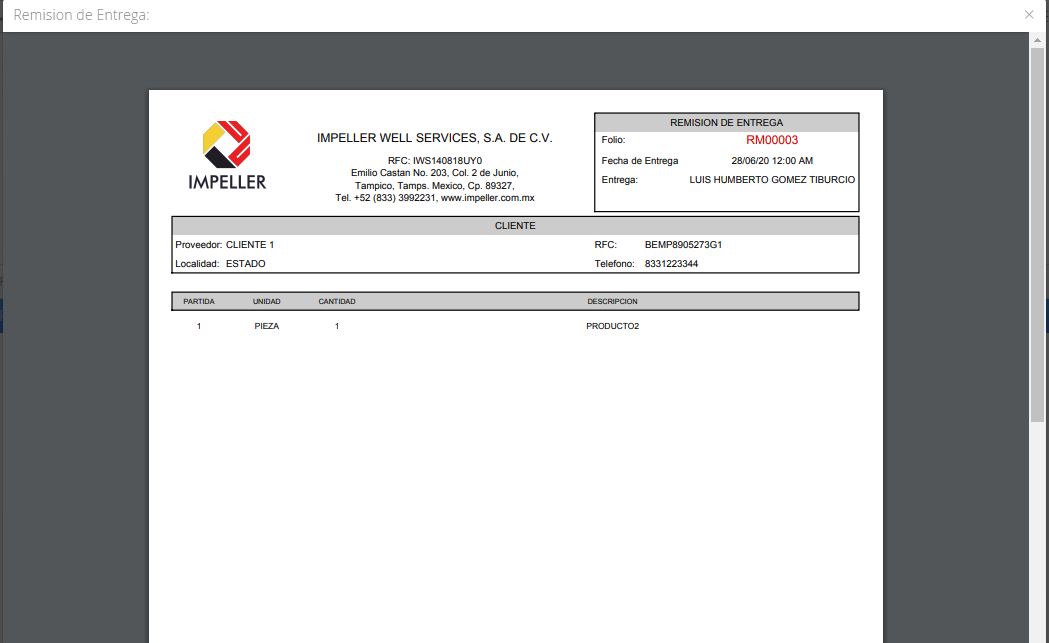 Remision de Entrega:
IMPELLER
IMPELLER WELL SERVICES, S.A. DE C.V.
RFC: IWS140818UY0
Emilio Castan No. 203, Col. 2 de Junio,
Tampico, Tamps. Mexico, Cp. 89327,
Tel. +52 (833) 3992231, www.impeller.com.mx
REMISION DE ENTREGA
Folio: RM00003
Fecha de Entrega 28/06/20 12:00 AM
Entrega: LUIS HUMBERTO GOMEZ TIBURCIO
CLIENTE
Proveedor: CLIENTE 1 RFC: BEMP8905273G1
Localidad: ESTADO Telefono: 8331223344
PARTIDA UNIDAD CANTIDAD DESCRIPCION
1 PIEZA 1 PRODUCTO2